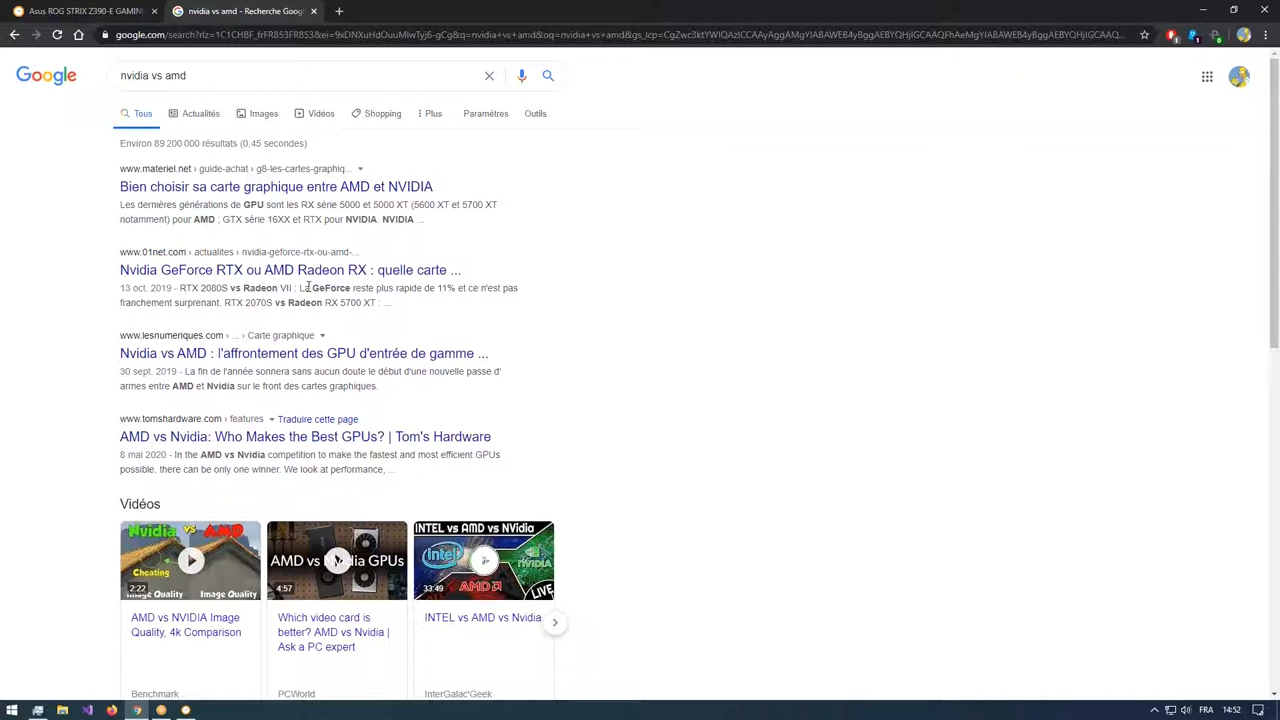 Asus ROG STRIX Z390-E GAMIN
nvidia vs amd - Recherche Googl
google.com/search?rlz=1C1CHBF_frFR853FR853&ei=
Google
nvidia vs amd
Tous
Actualités
Images
Vidéos
Shopping
Plus
Paramètres
Outils
Environ 89 200 000 résultats (0,45 secondes)
www.materiel.net › guide-achat › g8-les-cartes-graphiq...
Bien choisir sa carte graphique entre AMD et NVIDIA
Les dernières générations de GPU sont les RX série 5000 et 5000 XT (5600 XT et 5700 XT
notamment) pour AMD ; GTX série 16XX et RTX pour NVIDIA. NVIDIA ...
www.01net.com › actualites › nvidia-geforce-rtx-ou-amd-...
Nvidia GeForce RTX ou AMD Radeon RX : quelle carte ...
13 oct. 2019 - RTX 2080S vs Radeon VII : La GeForce reste plus rapide de 11% et ce n'est pas
franchement surprenant. RTX 2070S vs Radeon RX 5700 XT : ...
www.lesnumeriques.com › ... › Carte graphique
Nvidia vs AMD : l'affrontement des GPU d'entrée de gamme ...
30 sept. 2019 - La fin de l'année sonnera sans aucun doute le début d'une nouvelle passe d'
armes entre AMD et Nvidia sur le front des cartes graphiques.
www.tomshardware.com › features
Traduire cette page
AMD vs Nvidia: Who Makes the Best GPUs? | Tom's Hardware
8 mai 2020 - In the AMD vs Nvidia competition to make the fastest and most efficient GPUs
possible, there can be only one winner. We look at performance, ...
Vidéos
Nvidia vs AMD
Cheating
2:22
Image Quality
Image Quality
AMD vs Nvidia GPUs
4:57
INTEL vs AMD vs NVidia
intel
NVIDIA
AMD
33:49
LIVE
AMD vs NVIDIA Image
Quality, 4k Comparison
Which video card is
better? AMD vs Nvidia |
Ask a PC expert
INTEL vs AMD vs Nvidia
Benchmark
PCWorld
InterGalac'Geek
FR
14:52